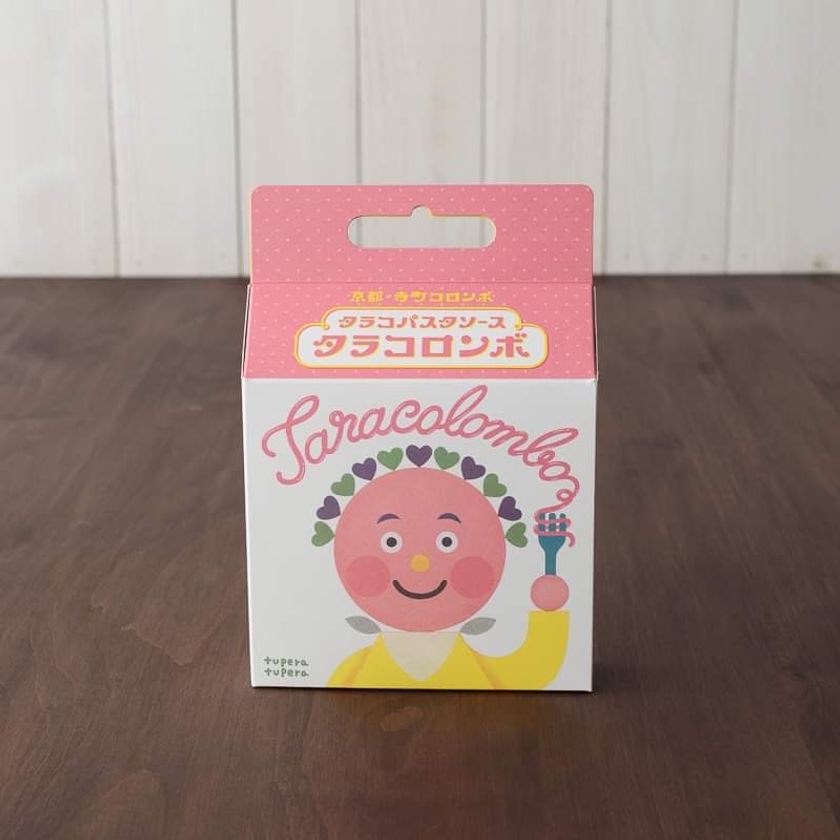 京都・寺町コロンボ
タラコパスタソース
タラコロンボ
Taracolombo
tupera
tupera